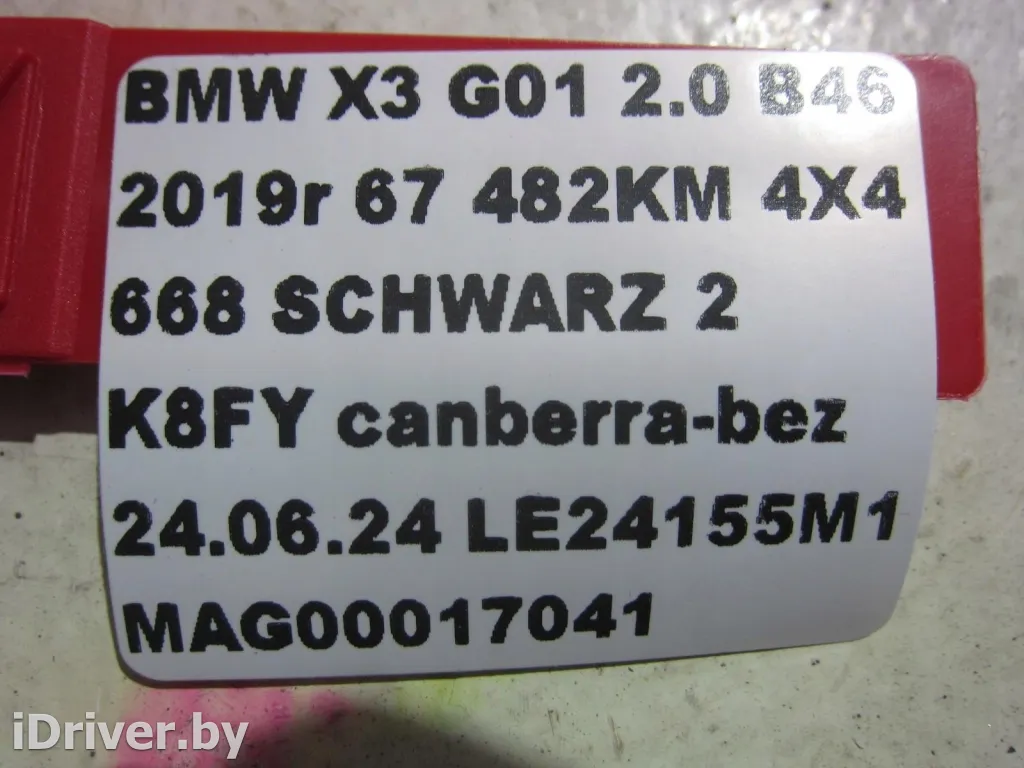 BMW X3 G01 2.0 B46
2019r 67 482KM 4X4
668 SCHWARZ 2
K8FY canberra-bez
24.06.24 LE24155M1
MAG00017041
iDriver.by